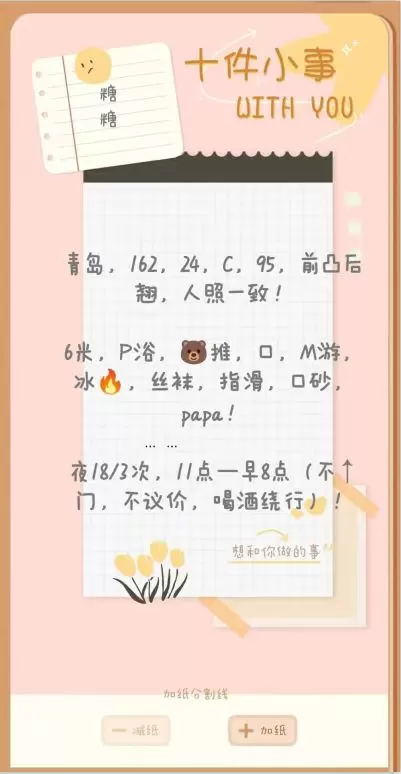 十件小事
WITH YOU
糖
糖
青岛，162，24，C，95，前凸后
翘，人照一致！
6米，P浴，🐻推，口，M游，
冰🔥，丝袜，指滑，口砂，
papa！
... ...
夜18/3次，11点—早8点（不↑
门，不议价，喝酒绕行）！
想和你做的事
加纸分割线
— 减纸
+ 加纸